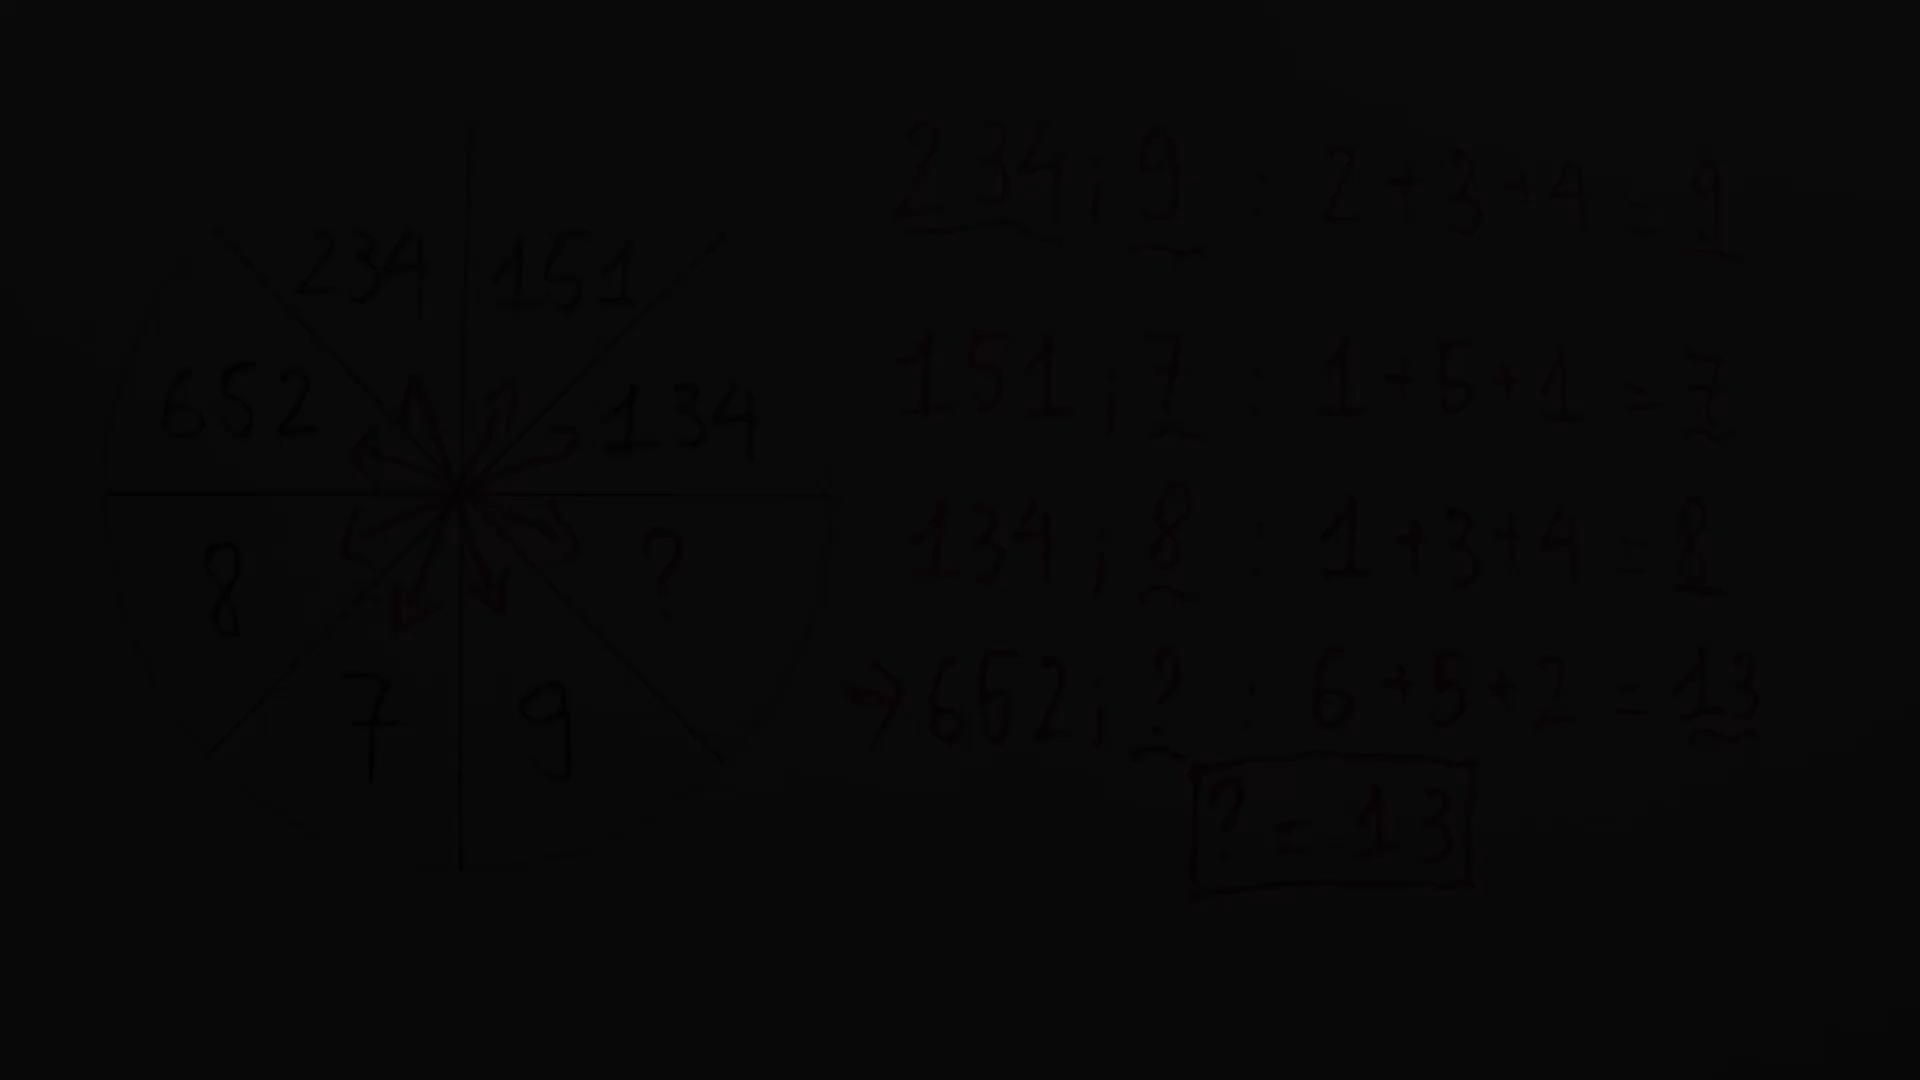 234 151
652 134
8 ?
7 9
234 ; 9 : 2 + 3 + 4 = 9
151 ; 7 : 1 + 5 + 1 = 7
134 ; 8 : 1 + 3 + 4 = 8
→ 652 ; ? : 6 + 5 + 2 = 13
? = 13